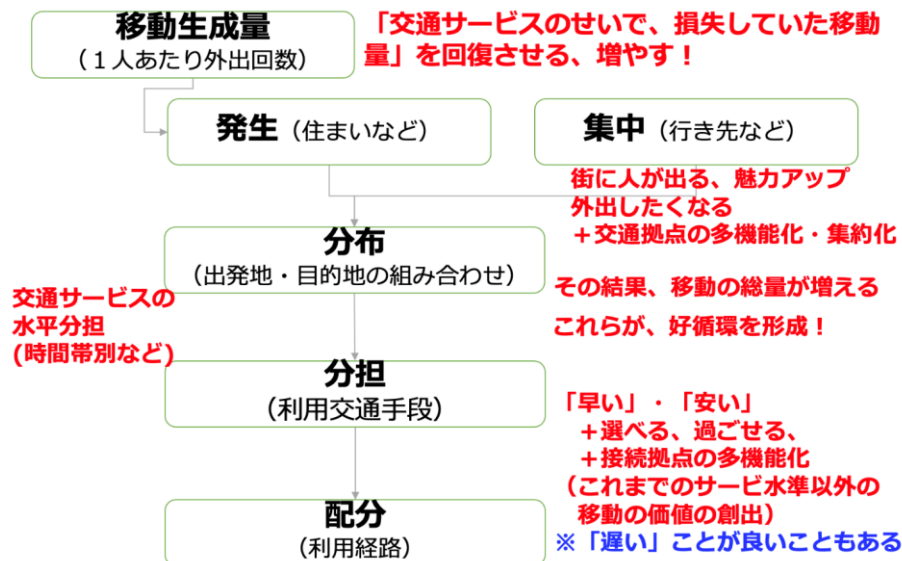 移動生成量
（１人あたり外出回数）
「交通サービスのせいで、損失していた移動
量」を回復させる、増やす！
発生（住まいなど）
集中（行き先など）
街に人が出る、魅力アップ
外出したくなる
＋交通拠点の多機能化・集約化
分布
（出発地・目的地の組み合わせ）
その結果、移動の総量が増える
これらが、好循環を形成！
交通サービスの
水平分担
(時間帯別など)
分担
（利用交通手段）
「早い」・「安い」
＋選べる、過ごせる、
＋接続拠点の多機能化
（これまでのサービ水準以外の
移動の価値の創出）
※「遅い」ことが良いこともある
配分
（利用経路）